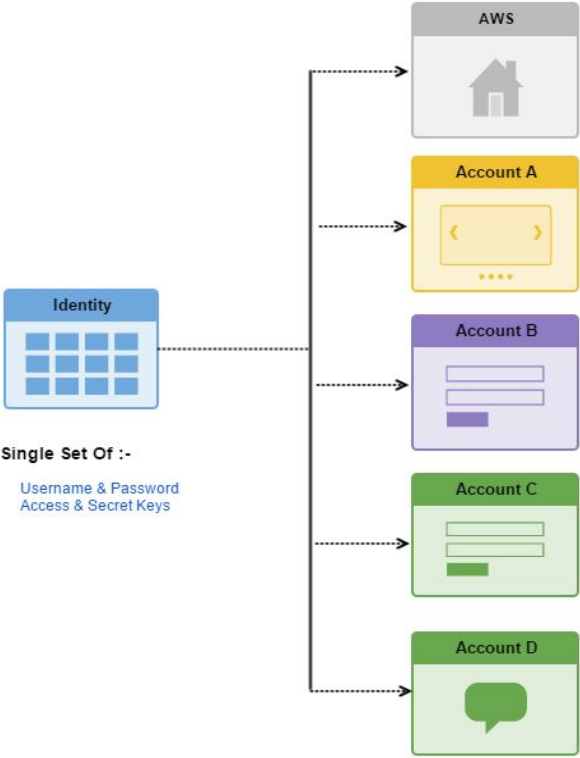 AWS
Account A
Identity
Account B
Single Set Of :-
Username & Password
Access & Secret Keys
Account C
Account D